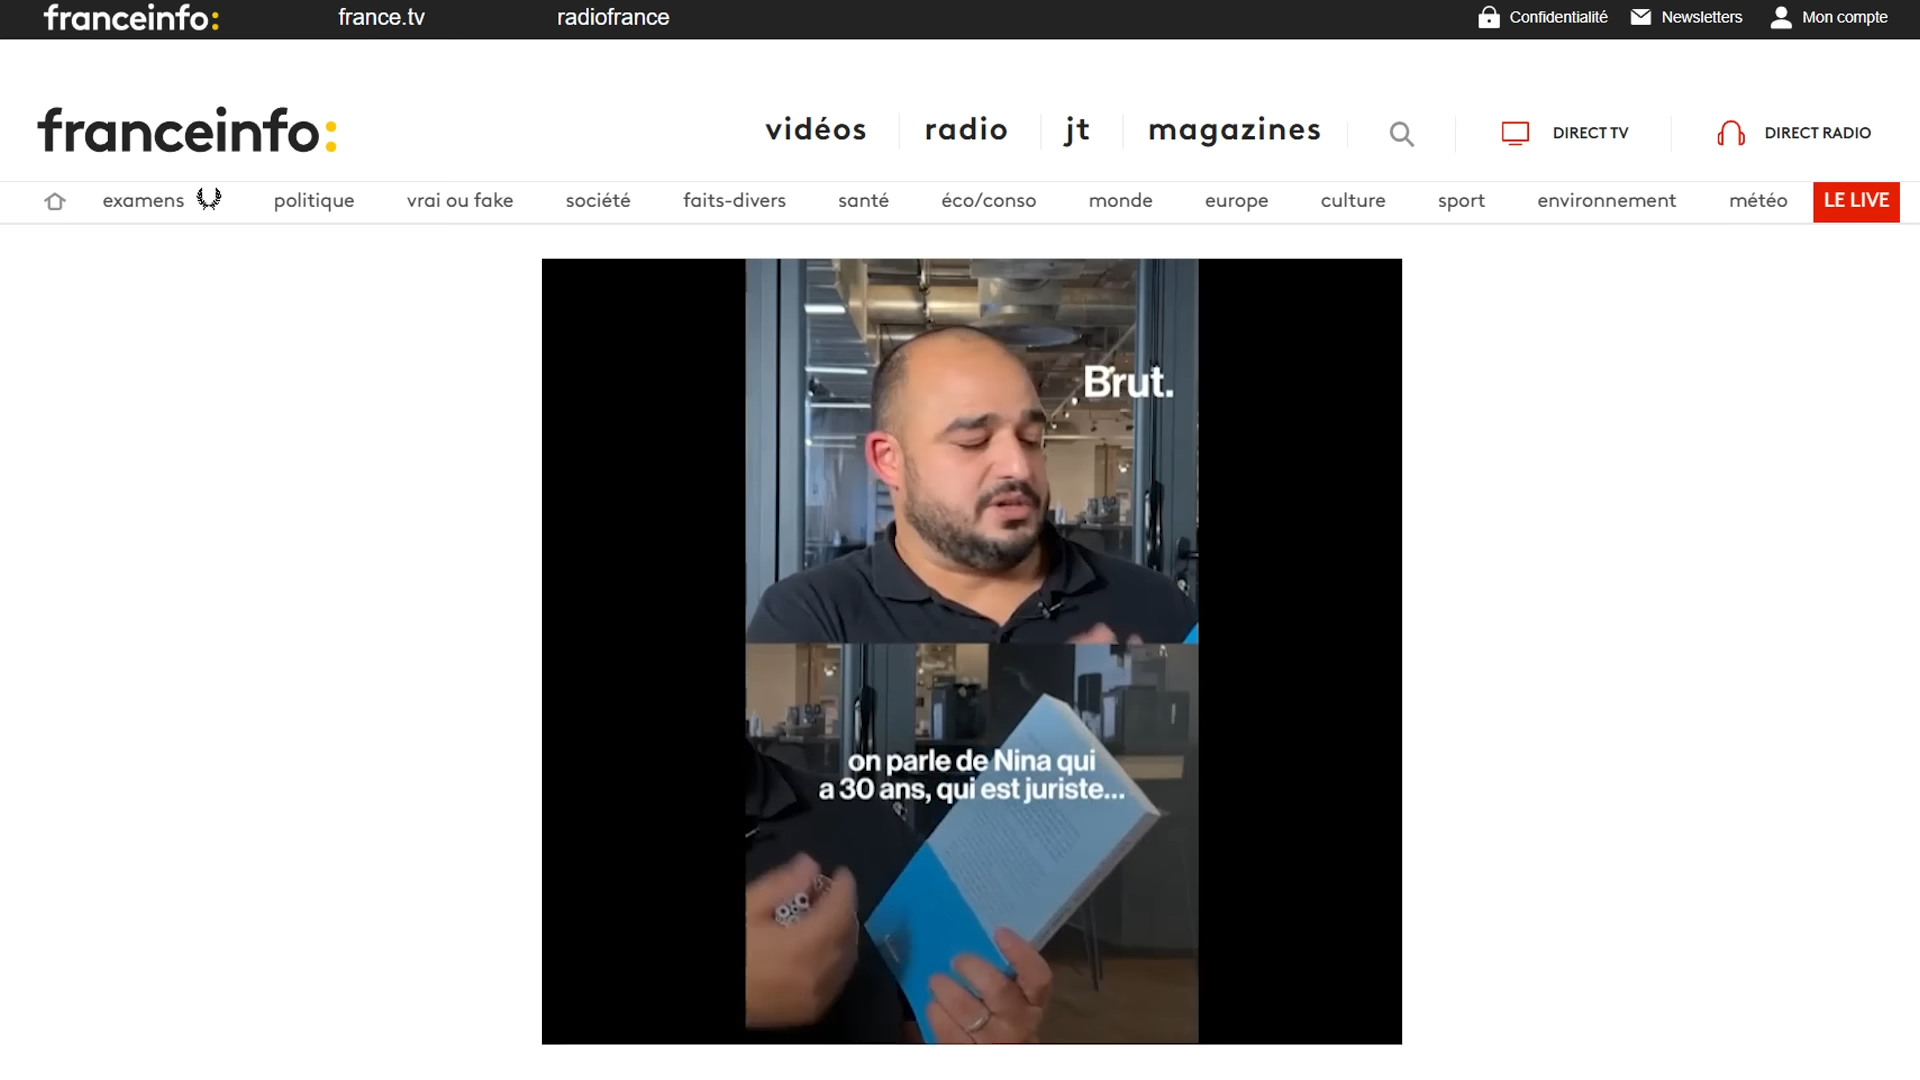 franceinfo:
france.tv
radiofrance
Confidentialité
Newsletters
Mon compte
franceinfo:
vidéos
radio
jt
magazines
DIRECT TV
DIRECT RADIO
examens
politique
vrai ou fake
société
faits-divers
santé
éco/conso
monde
europe
culture
sport
environnement
météo
LE LIVE
Brut.
on parle de Nina qui
a 30 ans, qui est juriste...